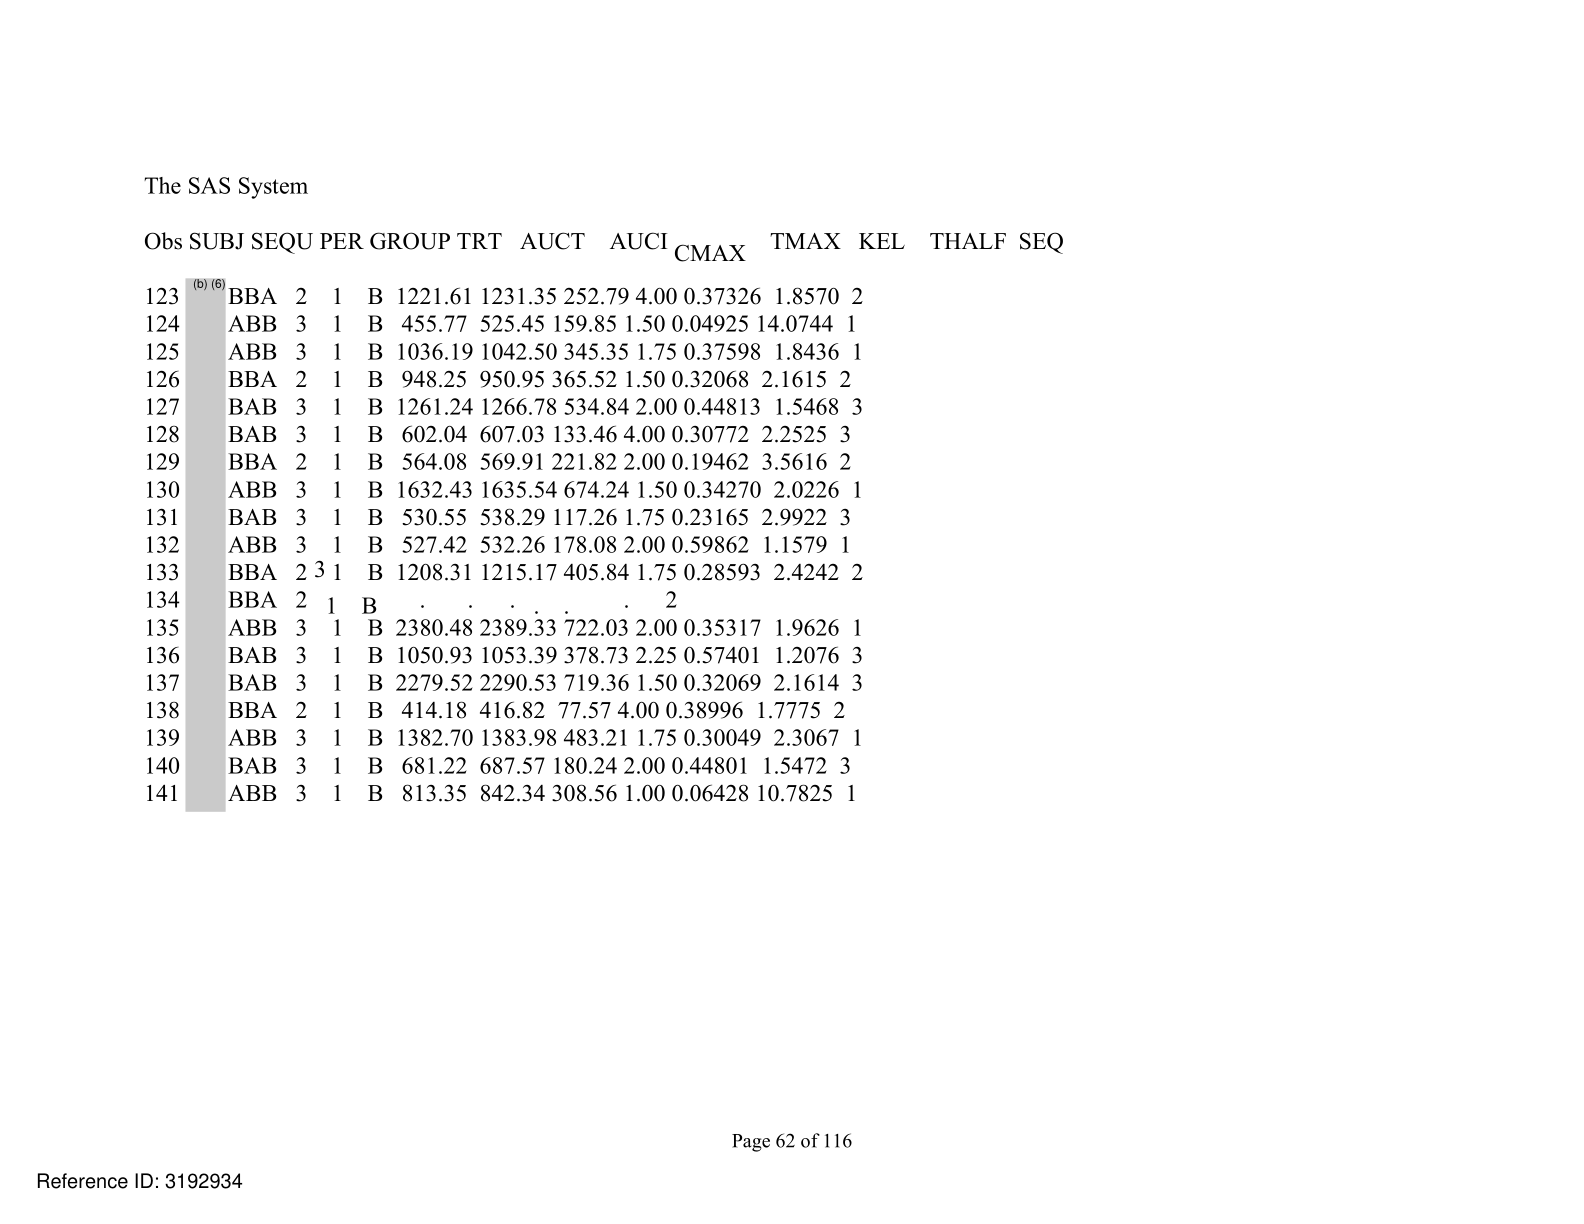 The SAS System
Obs SUBJ SEQU PER GROUP TRT AUCT AUCI CMAX TMAX KEL THALF SEQ
(b) (6)
123 BBA 2 1 B 1221.61 1231.35 252.79 4.00 0.37326 1.8570 2
124 ABB 3 1 B 455.77 525.45 159.85 1.50 0.04925 14.0744 1
125 ABB 3 1 B 1036.19 1042.50 345.35 1.75 0.37598 1.8436 1
126 BBA 2 1 B 948.25 950.95 365.52 1.50 0.32068 2.1615 2
127 BAB 3 1 B 1261.24 1266.78 534.84 2.00 0.44813 1.5468 3
128 BAB 3 1 B 602.04 607.03 133.46 4.00 0.30772 2.2525 3
129 BBA 2 1 B 564.08 569.91 221.82 2.00 0.19462 3.5616 2
130 ABB 3 1 B 1632.43 1635.54 674.24 1.50 0.34270 2.0226 1
131 BAB 3 1 B 530.55 538.29 117.26 1.75 0.23165 2.9922 3
132 ABB 3 1 B 527.42 532.26 178.08 2.00 0.59862 1.1579 1
133 BBA 2 3 1 B 1208.31 1215.17 405.84 1.75 0.28593 2.4242 2
134 BBA 2 1 B . . . . . . 2
135 ABB 3 1 B 2380.48 2389.33 722.03 2.00 0.35317 1.9626 1
136 BAB 3 1 B 1050.93 1053.39 378.73 2.25 0.57401 1.2076 3
137 BAB 3 1 B 2279.52 2290.53 719.36 1.50 0.32069 2.1614 3
138 BBA 2 1 B 414.18 416.82 77.57 4.00 0.38996 1.7775 2
139 ABB 3 1 B 1382.70 1383.98 483.21 1.75 0.30049 2.3067 1
140 BAB 3 1 B 681.22 687.57 180.24 2.00 0.44801 1.5472 3
141 ABB 3 1 B 813.35 842.34 308.56 1.00 0.06428 10.7825 1
Page 62 of 116
Reference ID: 3192934